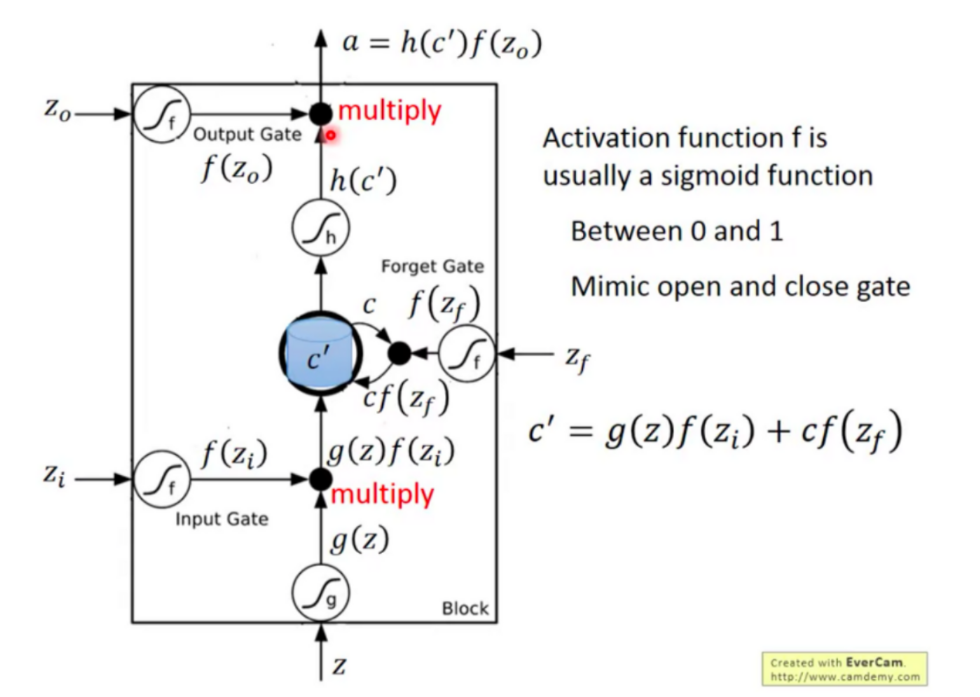 a = h(c′)f(z_o)
z_o
f
multiply
Output Gate
f(z_o)
h(c′)
h
Activation function f is
usually a sigmoid function
Between 0 and 1
Mimic open and close gate
Forget Gate
c f(z_f)
c′
f
z_f
cf(z_f)
c′ = g(z)f(z_i) + cf(z_f)
f(z_i)
g(z)f(z_i)
z_i
f
multiply
Input Gate
g(z)
g
Block
z
Created with EverCam.
http://www.camdemy.com